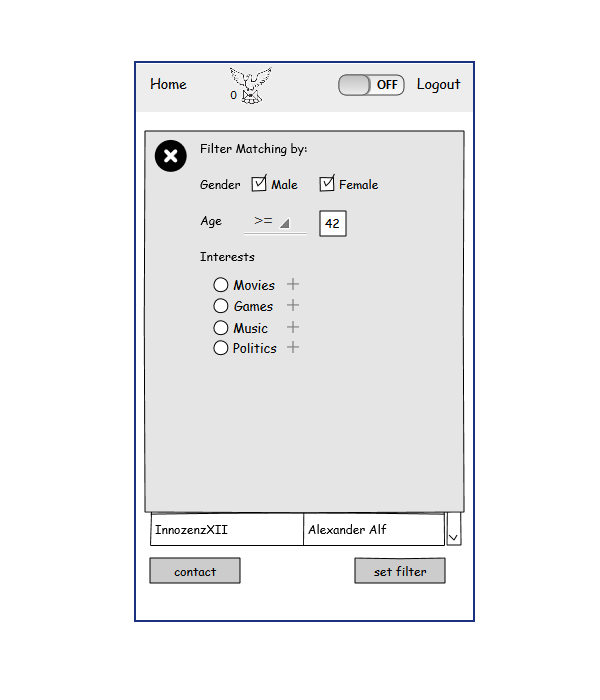 Home 0 OFF Logout
Filter Matching by:
Gender Male Female
Age >= 42
Interests
Movies +
Games +
Music +
Politics +
InnozenzXII Alexander Alf
contact set filter